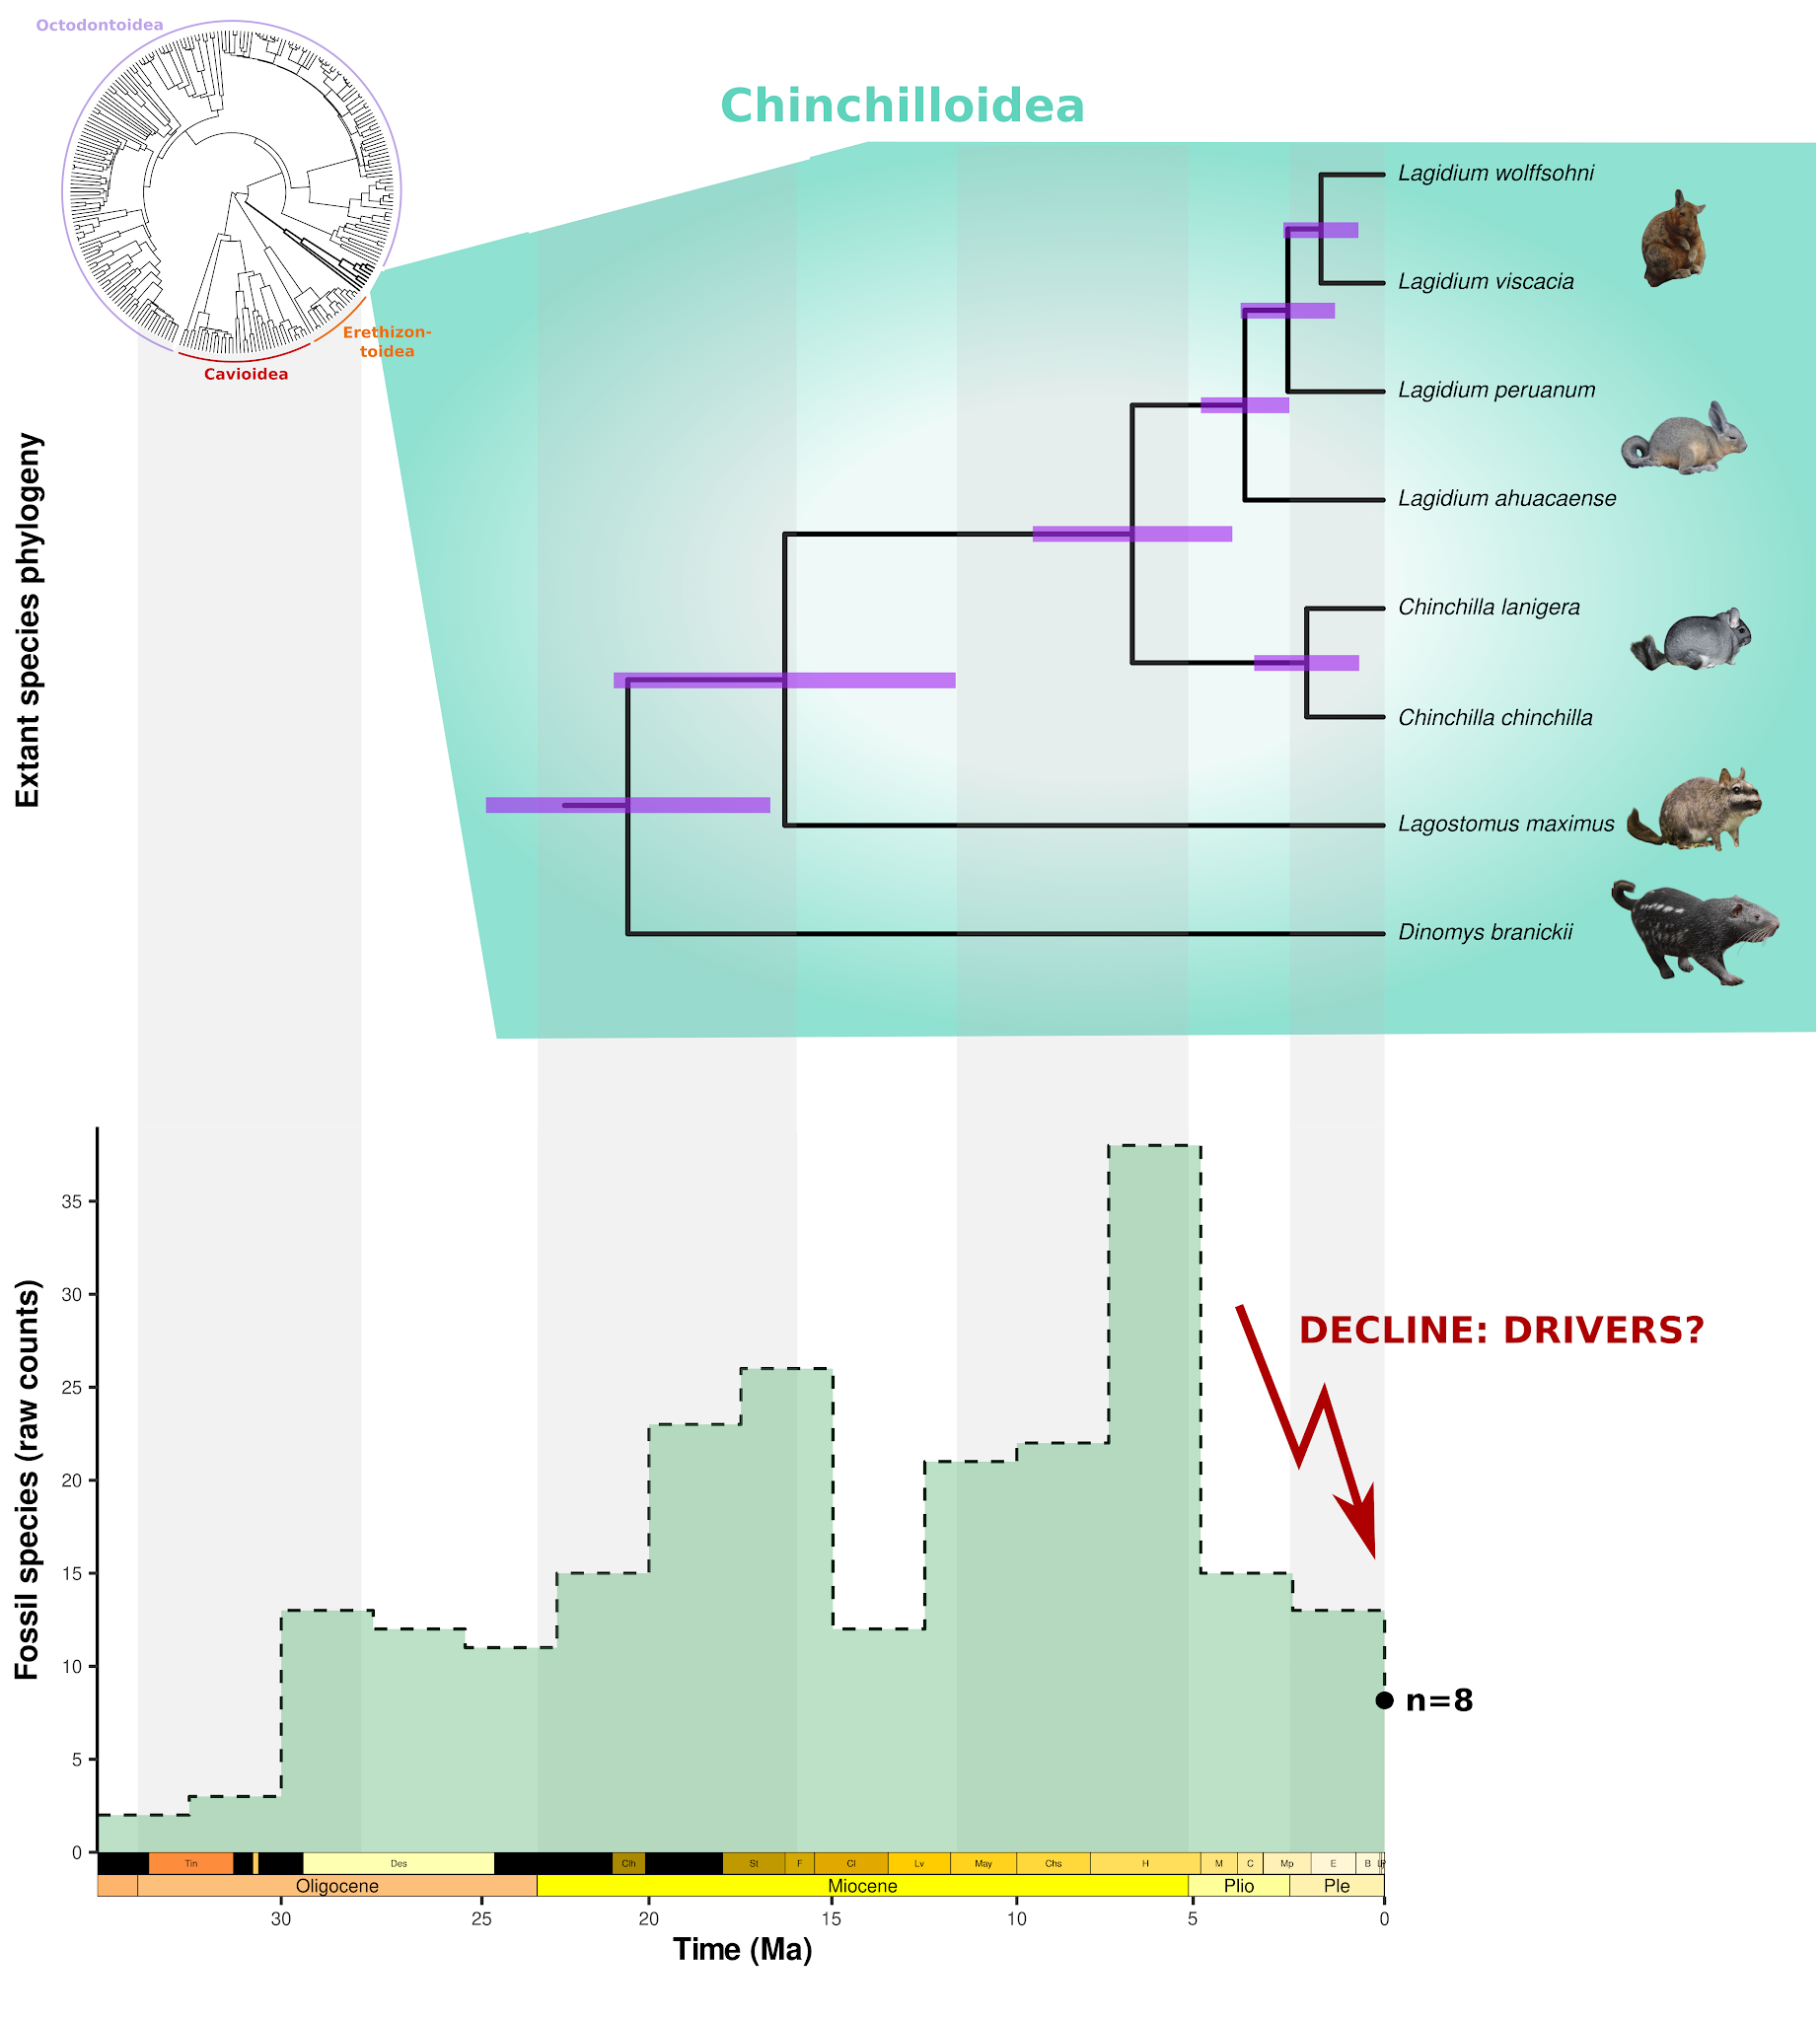 Octodontoidea
Chinchilloidea
Erethizon-
toidea
Cavioidea
Extant species phylogeny
Lagidium wolffsohni
Lagidium viscacia
Lagidium peruanum
Lagidium ahuacaense
Chinchilla lanigera
Chinchilla chinchilla
Lagostomus maximus
Dinomys branickii
Fossil species (raw counts)
35
30
25
20
15
10
5
0
DECLINE: DRIVERS?
n=8
Tin Des Clh St F Cl Lv May Chs H M C Mp E B
Oligocene Miocene Plio Ple
30 25 20 15 10 5 0
Time (Ma)